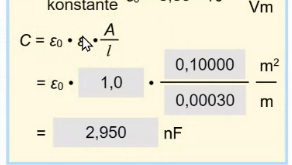 konstante
Vm
C = ε₀ • ε • A/l
= ε₀ • 1,0 • 0,10000/0,00030 m²/m
= 2,950 nF